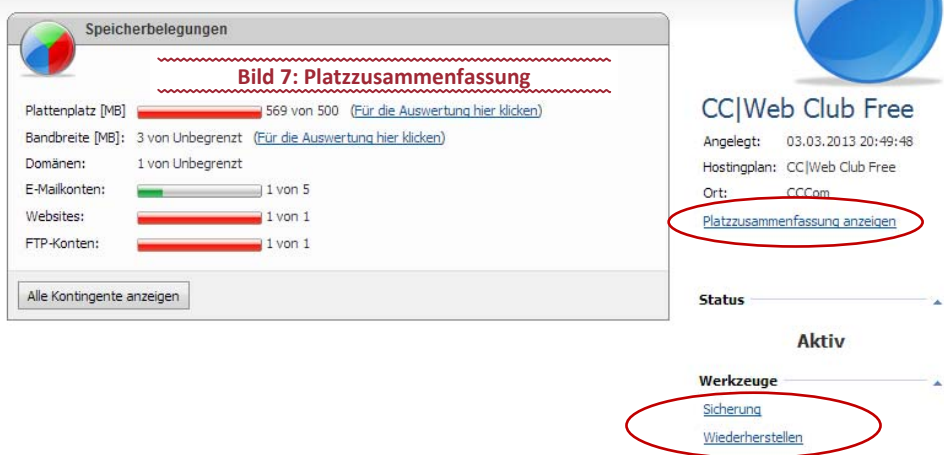 Speicherbelegungen
Bild 7: Platzzusammenfassung
Plattenplatz [MB] 569 von 500 (Für die Auswertung hier klicken)
Bandbreite [MB]: 3 von Unbegrenzt (Für die Auswertung hier klicken)
Domänen: 1 von Unbegrenzt
E-Mailkonten: 1 von 5
Websites: 1 von 1
FTP-Konten: 1 von 1
Alle Kontingente anzeigen
CC|Web Club Free
Angelegt: 03.03.2013 20:49:48
Hostingplan: CC|Web Club Free
Ort: CCCom
Platzzusammenfassung anzeigen
Status
Aktiv
Werkzeuge
Sicherung
Wiederherstellen